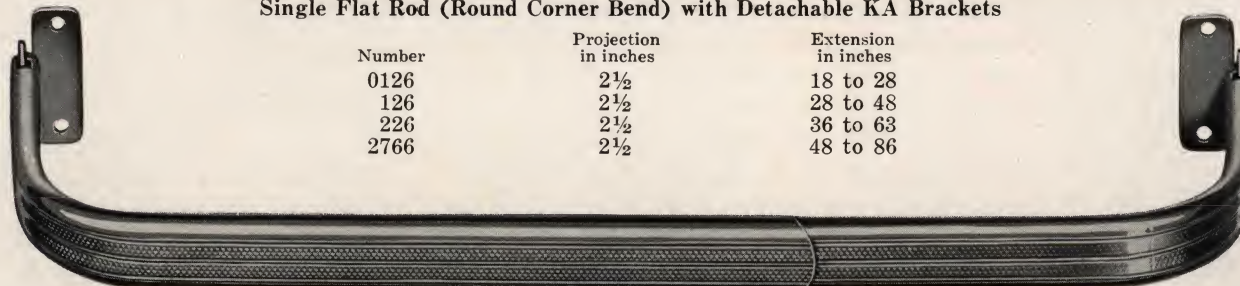 Single Flat Rod (Round Corner Bend) with Detachable KA Brackets
Number Projection in inches Extension in inches
0126 2½ 18 to 28
126 2½ 28 to 48
226 2½ 36 to 63
2766 2½ 48 to 86